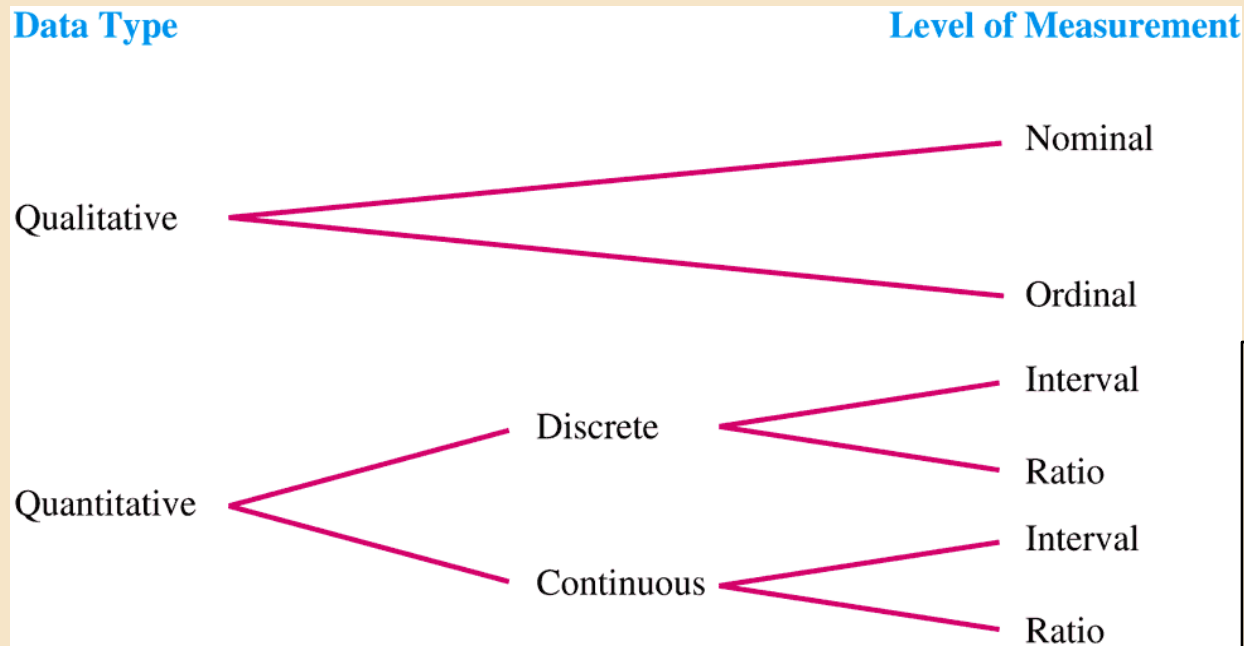 Data Type Level of Measurement
Nominal
Qualitative
Ordinal
Interval
Discrete
Ratio
Quantitative
Interval
Continuous
Ratio